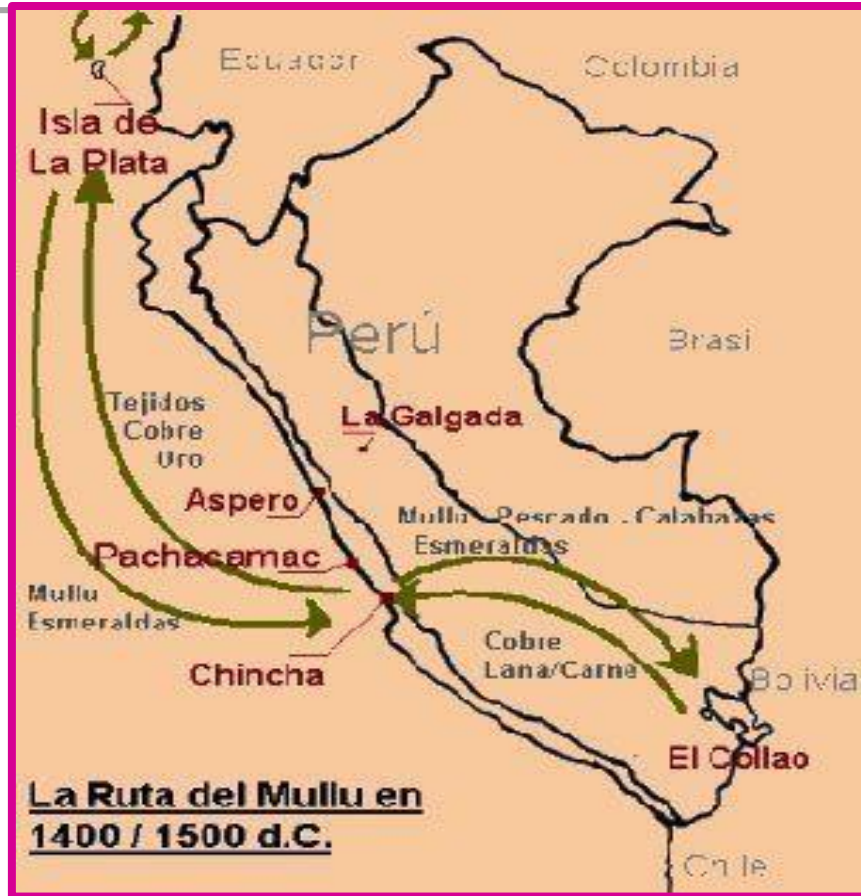 Ecuador
Colombia
Isla de
La Plata
Perú
Brasi
Tejidos
Cobre
Oro
La Galgada
Aspero
Mullu - Pescado - Calabazas
Esmeraldas
Pachacamac
Mullu
Esmeraldas
Chincha
Cobre
Lana/Carne
Bolivia
El Collao
La Ruta del Mullu en
1400 / 1500 d.C.
Chile